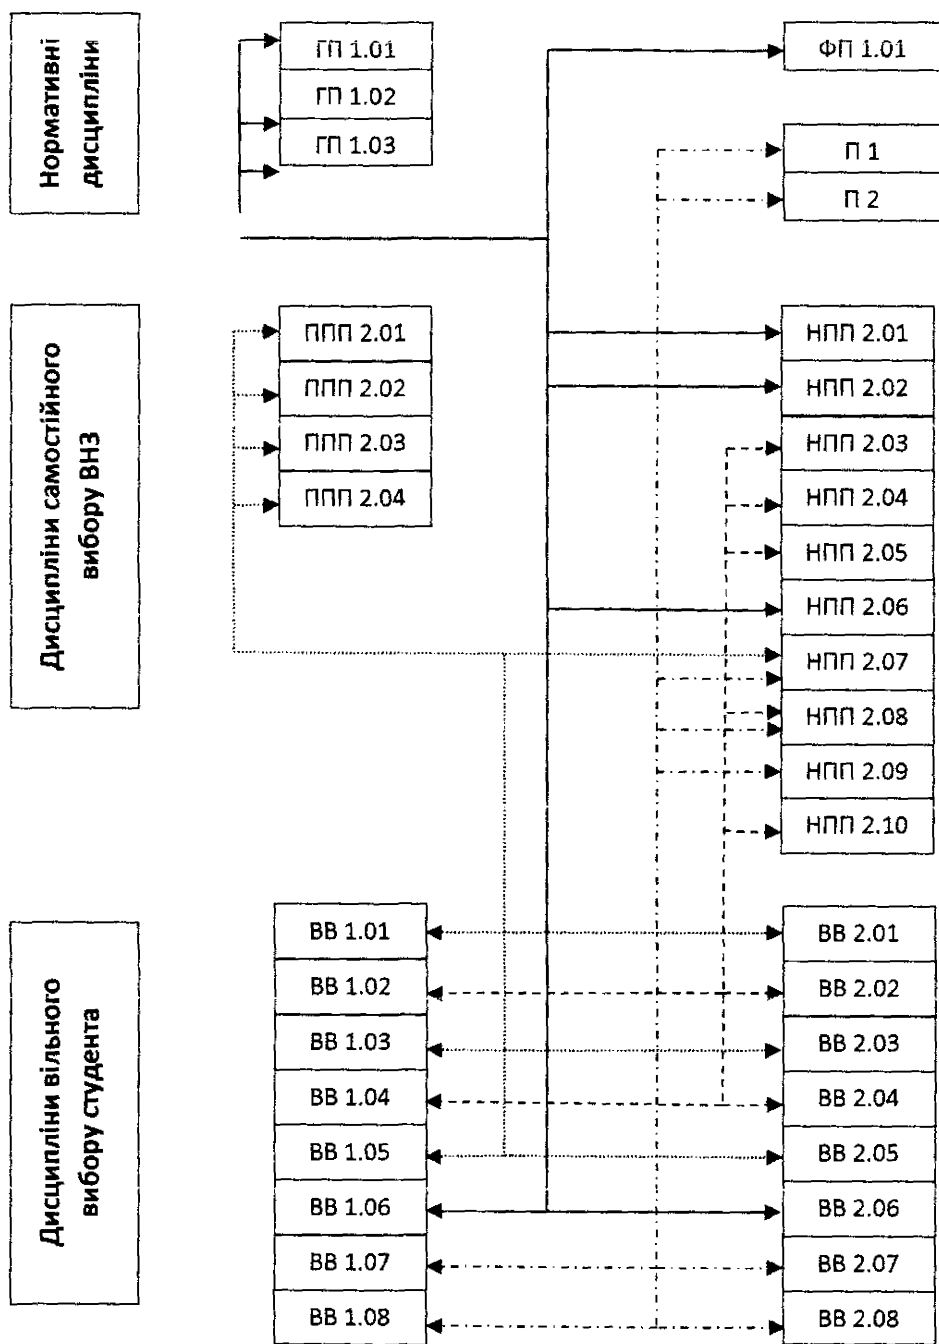 Нормативні
дисципліни
ГП 1.01
ГП 1.02
ГП 1.03
ФП 1.01
П 1
П 2
Дисципліни самостійного
вибору ВНЗ
ППП 2.01
ППП 2.02
ППП 2.03
ППП 2.04
НПП 2.01
НПП 2.02
НПП 2.03
НПП 2.04
НПП 2.05
НПП 2.06
НПП 2.07
НПП 2.08
НПП 2.09
НПП 2.10
Дисципліни вільного
вибору студента
ВВ 1.01
ВВ 1.02
ВВ 1.03
ВВ 1.04
ВВ 1.05
ВВ 1.06
ВВ 1.07
ВВ 1.08
ВВ 2.01
ВВ 2.02
ВВ 2.03
ВВ 2.04
ВВ 2.05
ВВ 2.06
ВВ 2.07
ВВ 2.08